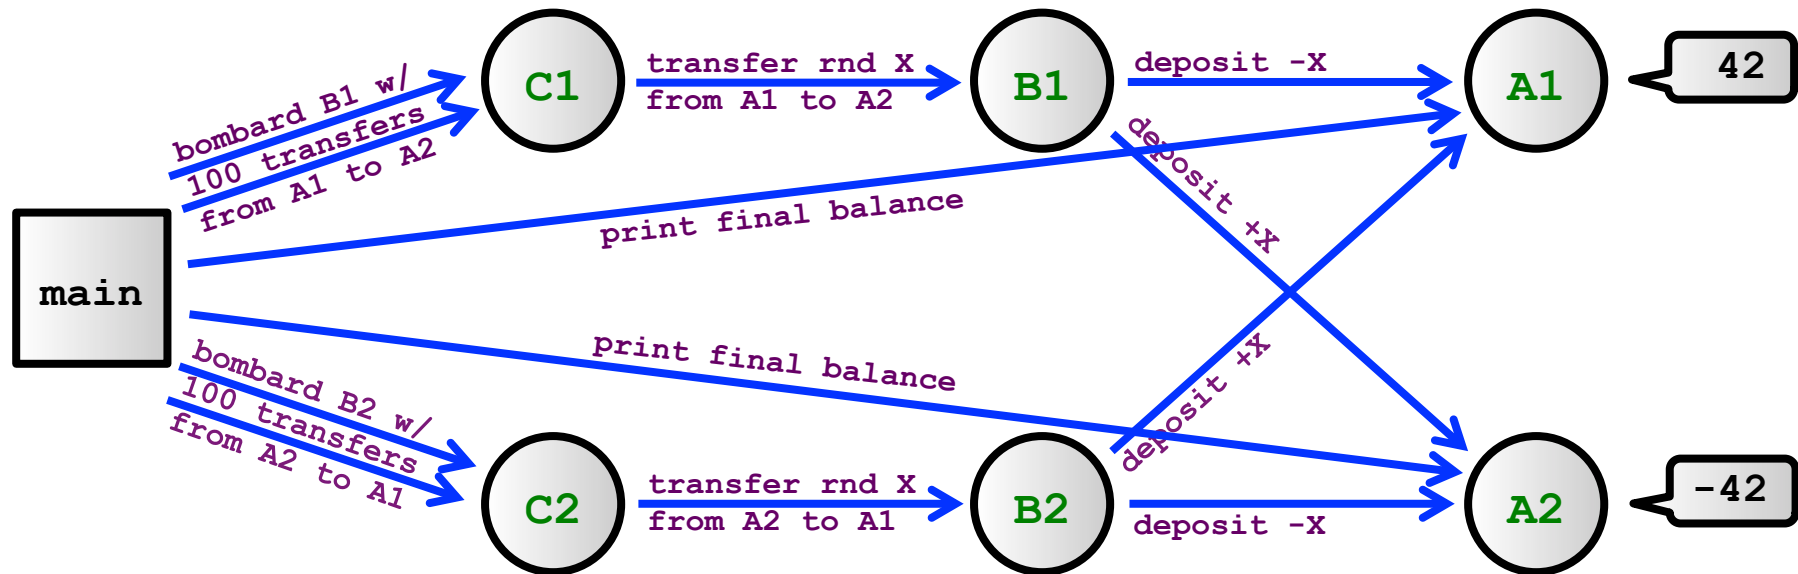 bombard B1 w/
100 transfers
from A1 to A2
C1
transfer rnd X
from A1 to A2
B1
deposit -X
A1
42
deposit +X
print final balance
main
print final balance
deposit +X
bombard B2 w/
100 transfers
from A2 to A1
C2
transfer rnd X
from A2 to A1
B2
deposit -X
A2
-42